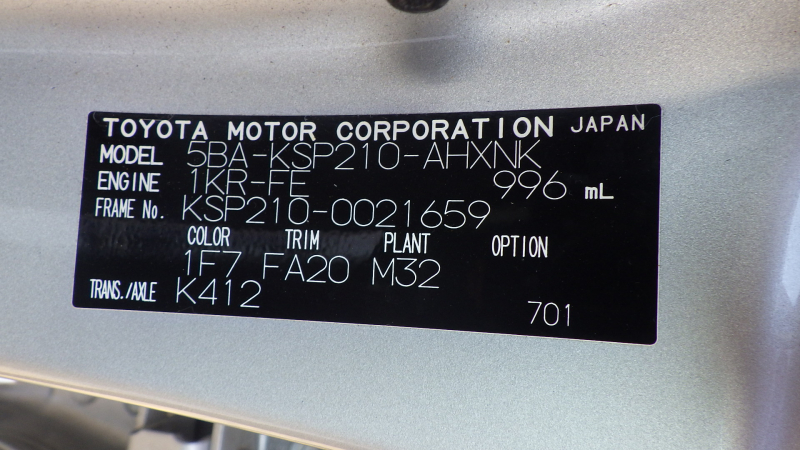 TOYOTA MOTOR CORPORATION JAPAN
MODEL 5BA-KSP210-AHXNK
ENGINE 1KR-FE 996 mL
FRAME No. KSP210-0021659
COLOR TRIM PLANT OPTION
1F7 FA20 M32
TRANS./AXLE K412
701